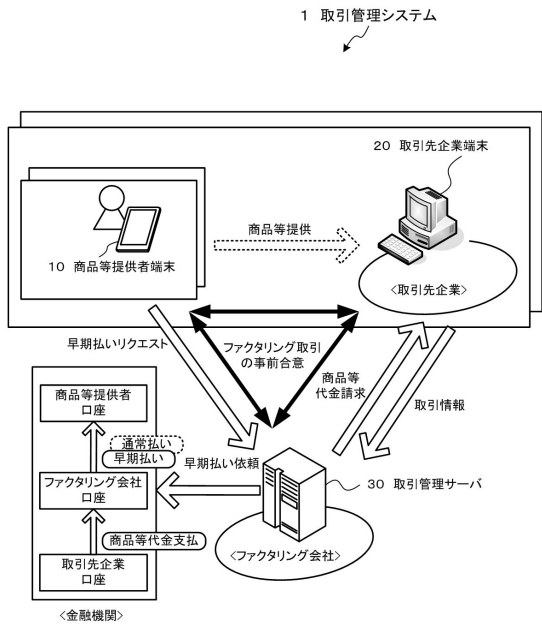 1 取引管理システム
20 取引先企業端末
商品等提供
10 商品等提供者端末
<取引先企業>
早期払いリクエスト
ファクタリング取引
の事前合意
商品等
代金請求
取引情報
商品等提供者
口座
通常払い
早期払い
早期払い依頼
ファクタリング会社
口座
30 取引管理サーバ
商品等代金支払
<ファクタリング会社>
取引先企業
口座
<金融機関>